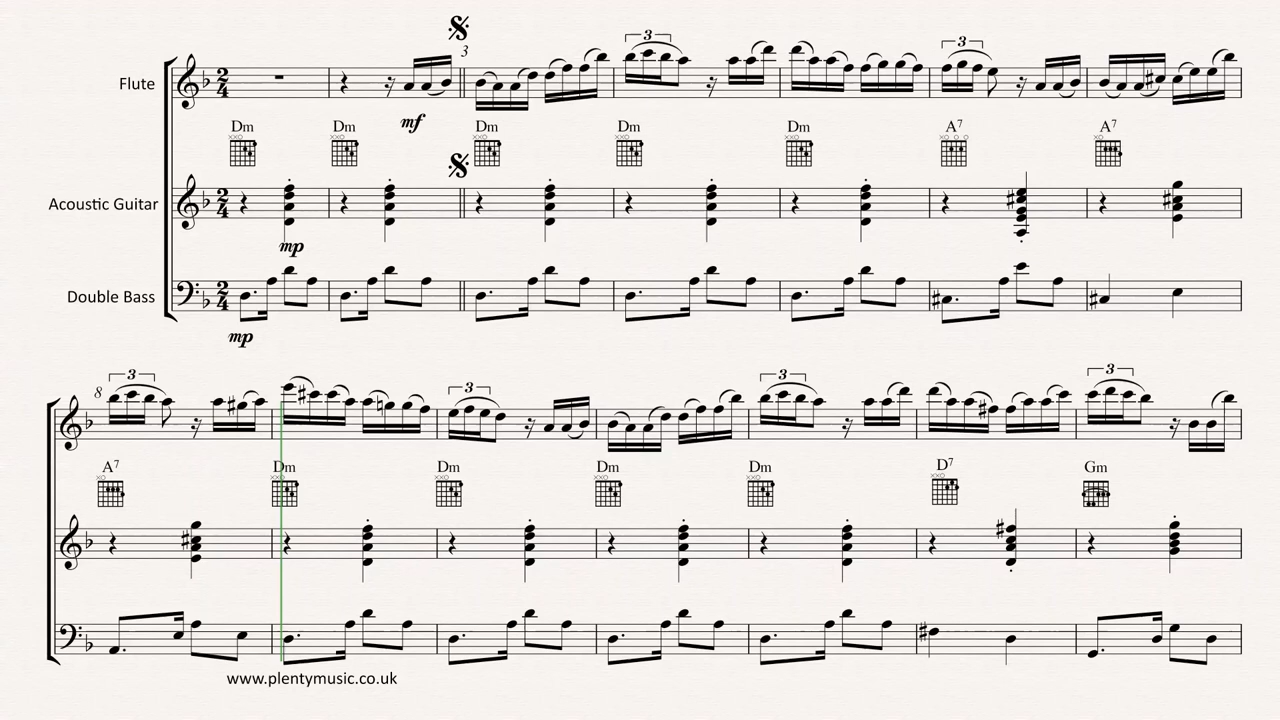 3
3 3
Flute
mf
Dm Dm Dm Dm Dm A7 A7
Acoustic Guitar
mp
Double Bass
mp
8 3 3 3 3
A7 Dm Dm Dm Dm D7 Gm
www.plentymusic.co.uk